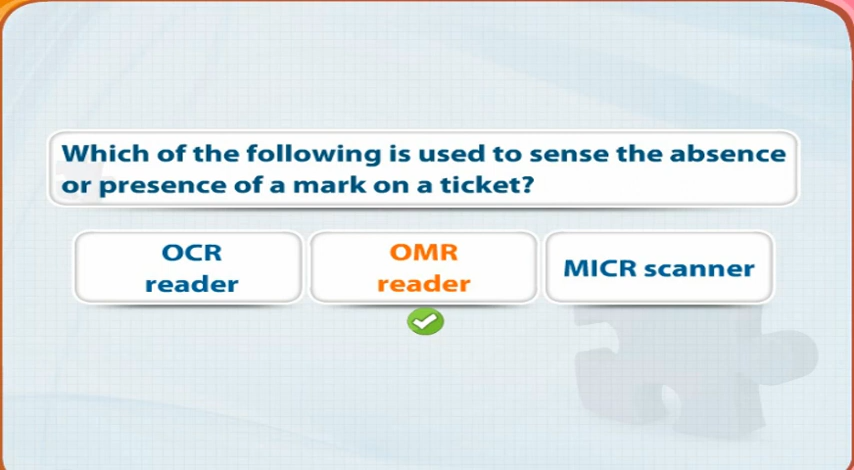 Which of the following is used to sense the absence
or presence of a mark on a ticket?
OCR
reader
OMR
reader
MICR scanner